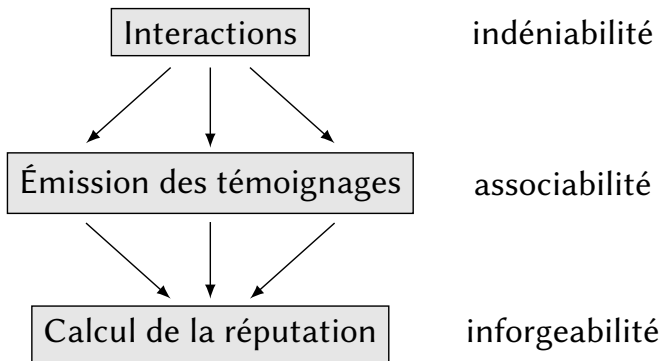 Interactions indéniabilité
Émission des témoignages associabilité
Calcul de la réputation inforgeabilité